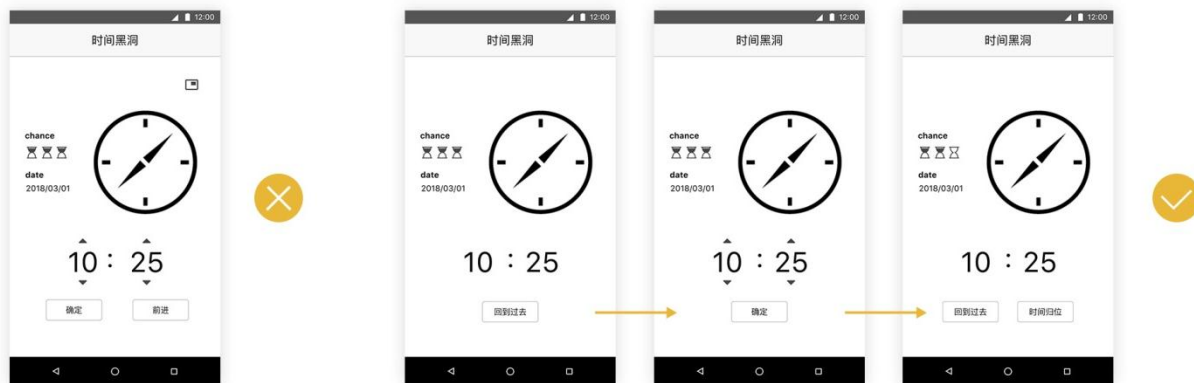 12:00
时间黑洞
chance
date
2018/03/01
10 : 25
确定
前进
12:00
时间黑洞
chance
date
2018/03/01
10 : 25
回到过去
12:00
时间黑洞
chance
date
2018/03/01
10 : 25
确定
12:00
时间黑洞
chance
date
2018/03/01
10 : 25
回到过去
时间归位